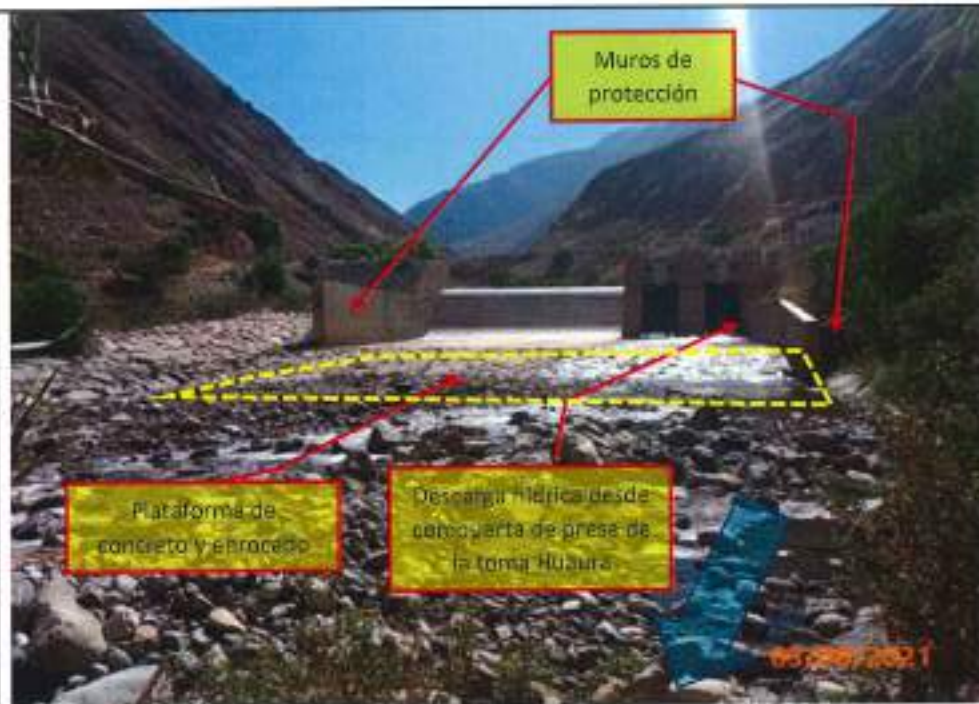 Muros de
protección
Plataforma de
concreto y enrocado
Descarga hídrica desde
compuerta de presa de
la toma Huaura